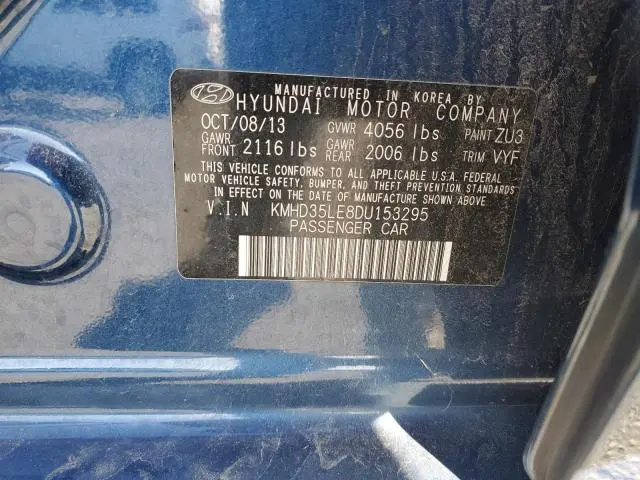 MANUFACTURED IN KOREA BY
HYUNDAI MOTOR COMPANY
OCT/08/13 GVWR 4056 lbs PAINT ZU3
GAWR FRONT 2116 lbs GAWR REAR 2006 lbs TRIM VYF
THIS VEHICLE CONFORMS TO ALL APPLICABLE U.S.A. FEDERAL
MOTOR VEHICLE SAFETY, BUMPER, AND THEFT PREVENTION STANDARDS
IN EFFECT ON THE DATE OF MANUFACTURE SHOWN ABOVE
V.I.N KMHD35LE8DU153295
PASSENGER CAR